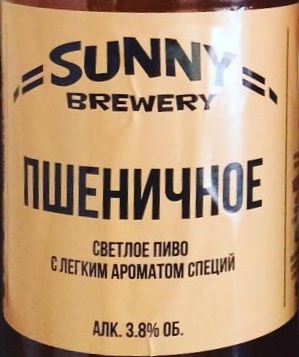 SUNNY
BREWERY
ПШЕНИЧНОЕ
СВЕТЛОЕ ПИВО
С ЛЕГКИМ АРОМАТОМ СПЕЦИЙ
АЛК. 3.8% ОБ.